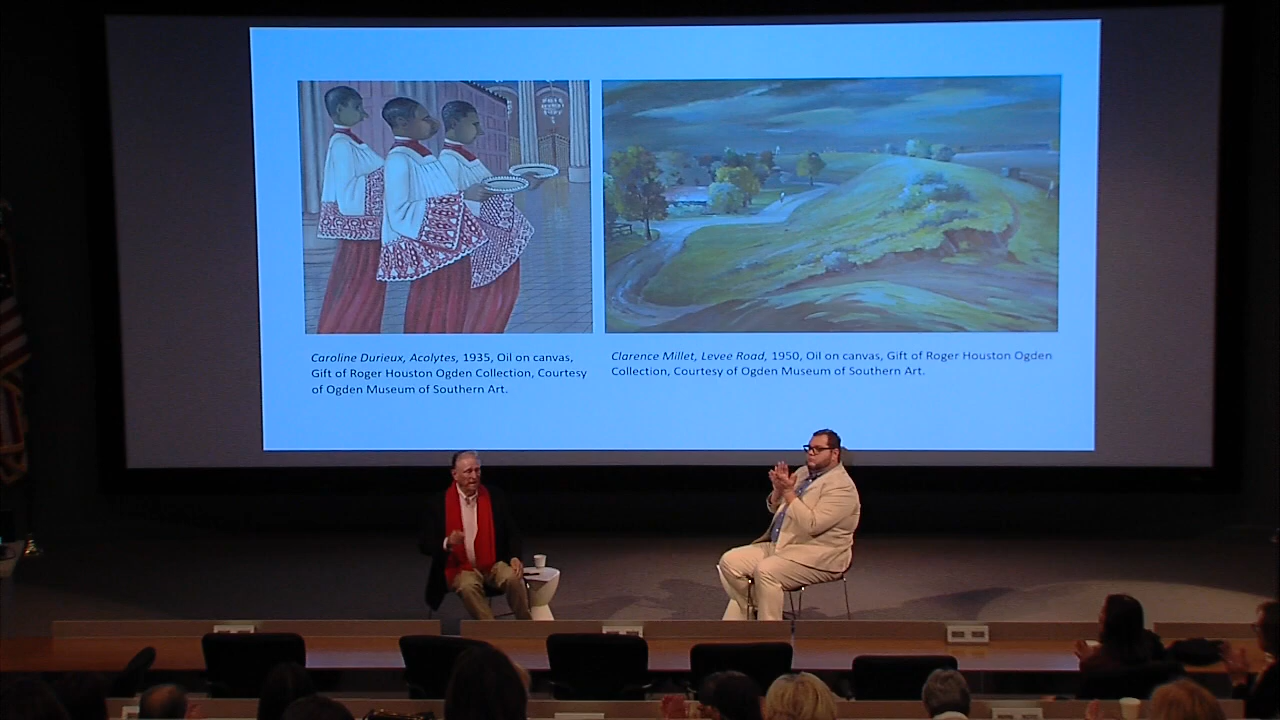 Caroline Durieux, Acolytes, 1935, Oil on canvas,
Gift of Roger Houston Ogden Collection, Courtesy
of Ogden Museum of Southern Art.
Clarence Millet, Levee Road, 1950, Oil on canvas, Gift of Roger Houston Ogden
Collection, Courtesy of Ogden Museum of Southern Art.